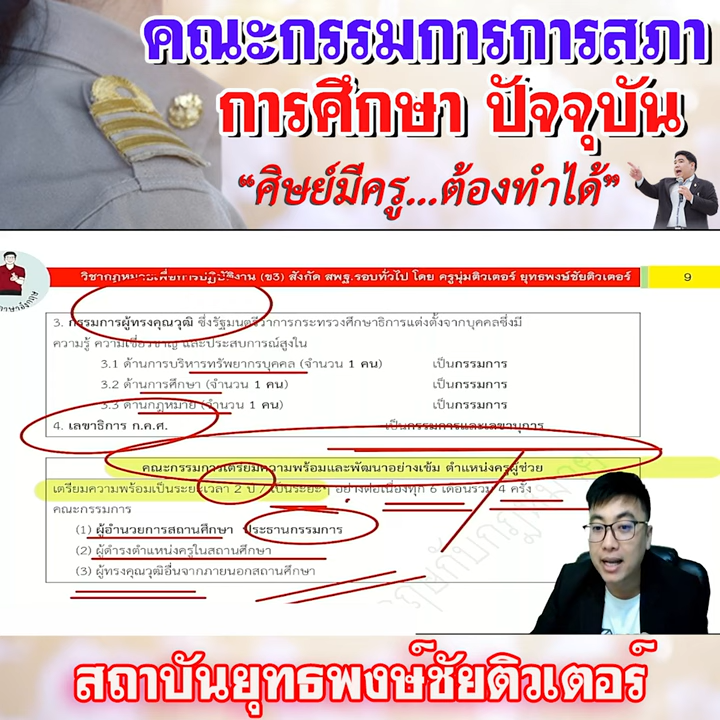 คณะกรรมการการสภา
การศึกษา ปัจจุบัน
“ศิษย์มีครู...ต้องทำได้”
วิชากฎหมายเพื่อการปฏิบัติงาน (ข3) สังกัด สพฐ.รอบทั่วไป โดย ครูนุ่มติวเตอร์ ยุทธพงษ์ชัยติวเตอร์ 9
ภาษาอังกฤษ
3. กรรมการผู้ทรงคุณวุฒิ ซึ่งรัฐมนตรีว่าการกระทรวงศึกษาธิการแต่งตั้งจากบุคคลซึ่งมี
ความรู้ ความเชี่ยวชาญ และประสบการณ์สูงใน
3.1 ด้านการบริหารทรัพยากรบุคคล (จำนวน 1 คน) เป็นกรรมการ
3.2 ด้านการศึกษา (จำนวน 1 คน) เป็นกรรมการ
3.3 ด้านกฎหมาย (จำนวน 1 คน) เป็นกรรมการ
4. เลขาธิการ ก.ค.ศ. เป็นกรรมการและเลขานุการ
คณะกรรมการเตรียมความพร้อมและพัฒนาอย่างเข้ม ตำแหน่งครูผู้ช่วย
เตรียมความพร้อมเป็นระยะเวลา 2 ปี / เป็นระยะๆ อย่างต่อเนื่องทุก 6 เดือนรวม 4 ครั้ง
คณะกรรมการ
(1) ผู้อำนวยการสถานศึกษา ประธานกรรมการ
(2) ผู้ดำรงตำแหน่งครูในสถานศึกษา
(3) ผู้ทรงคุณวุฒิอื่นจากภายนอกสถานศึกษา
สถาบันยุทธพงษ์ชัยติวเตอร์